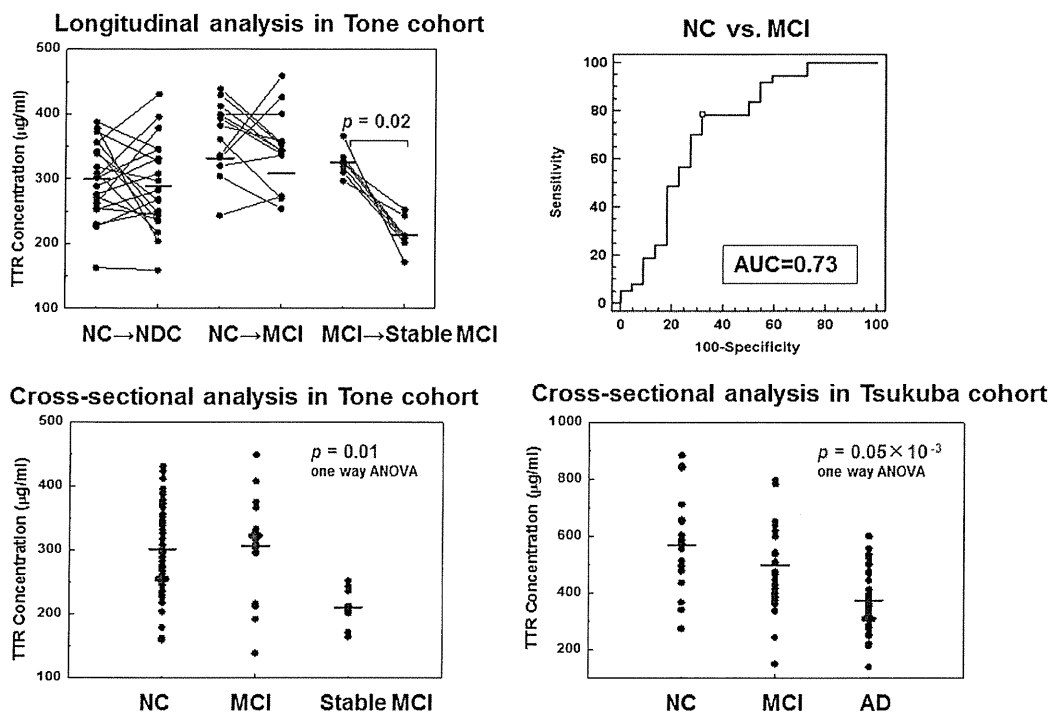 Longitudinal analysis in Tone cohort
500
400
300
200
100
TTR Concentration (μg/ml)
p = 0.02
NC→NDC
NC→MCI
MCI→Stable MCI
NC vs. MCI
100
80
60
40
20
0
Sensitivity
AUC=0.73
0 20 40 60 80 100
100-Specificity
Cross-sectional analysis in Tone cohort
500
400
300
200
100
TTR Concentration (μg/ml)
p = 0.01
one way ANOVA
NC
MCI
Stable MCI
Cross-sectional analysis in Tsukuba cohort
1000
800
600
400
200
TTR Concentration (μg/ml)
p = 0.05×10⁻³
one way ANOVA
NC
MCI
AD